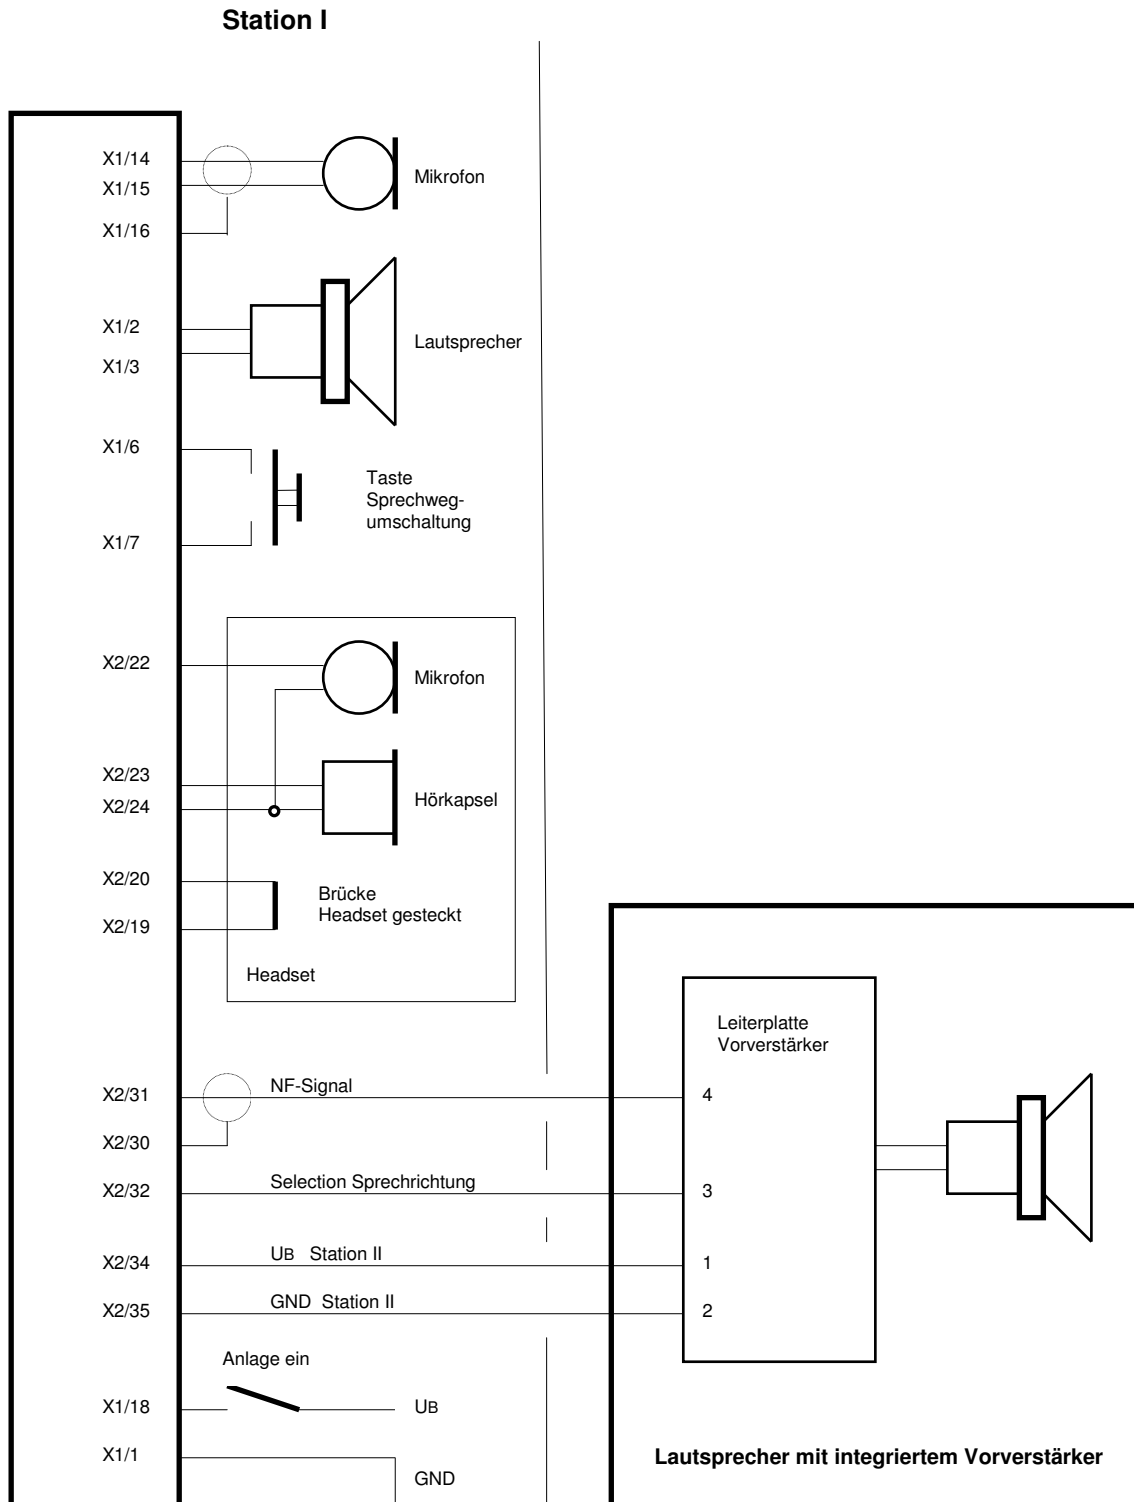 Station I
X1/14
X1/15
Mikrofon
X1/16
X1/2
Lautsprecher
X1/3
X1/6
Taste
Sprechweg-
umschaltung
X1/7
X2/22
Mikrofon
X2/23
X2/24
Hörkapsel
X2/20
Brücke
Headset gesteckt
X2/19
Headset
Leiterplatte
Vorverstärker
X2/31
NF-Signal
4
X2/30
X2/32
Selection Sprechrichtung
3
X2/34
UB Station II
1
X2/35
GND Station II
2
Anlage ein
X1/18
UB
X1/1
GND
Lautsprecher mit integriertem Vorverstärker